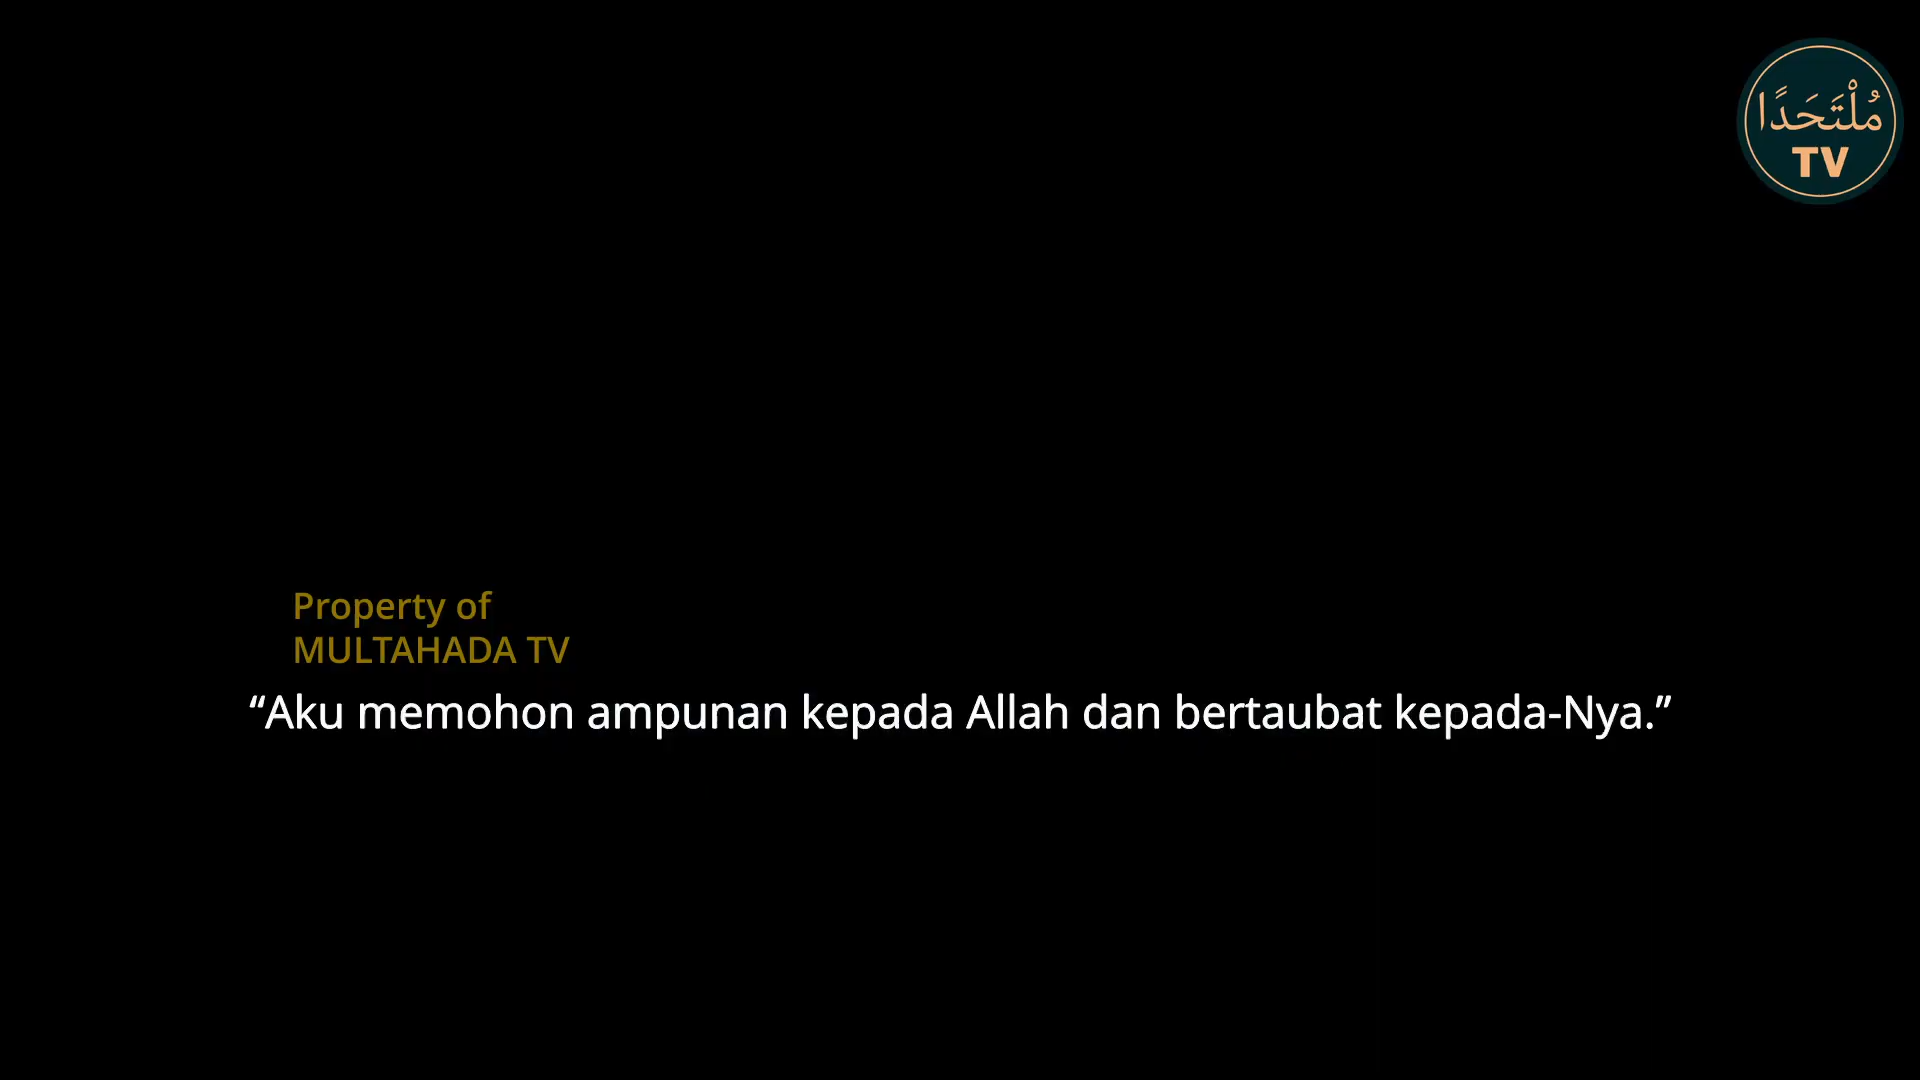 مُلْتَحَدًا
TV
Property of
MULTAHADA TV
“Aku memohon ampunan kepada Allah dan bertaubat kepada-Nya.”